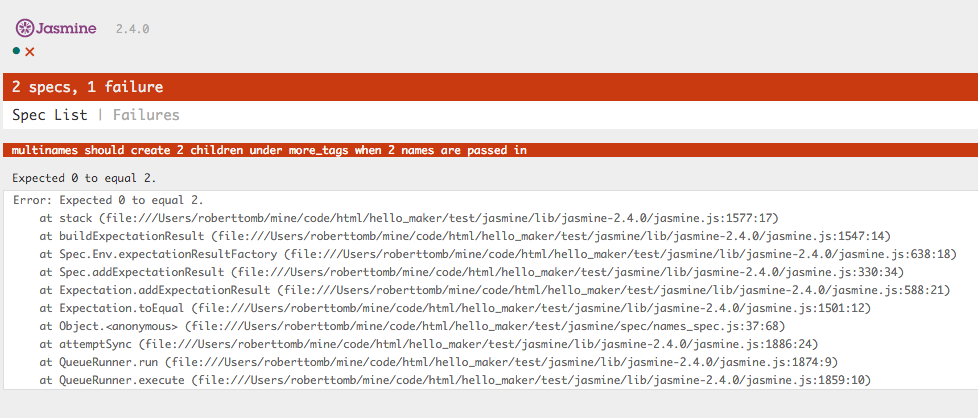 Jasmine 2.4.0
2 specs, 1 failure
Spec List | Failures
multinames should create 2 children under more_tags when 2 names are passed in
Expected 0 to equal 2.
Error: Expected 0 to equal 2.
at stack (file:///Users/roberttomb/mine/code/html/hello_maker/test/jasmine/lib/jasmine-2.4.0/jasmine.js:1577:17)
at buildExpectationResult (file:///Users/roberttomb/mine/code/html/hello_maker/test/jasmine/lib/jasmine-2.4.0/jasmine.js:1547:14)
at Spec.Env.expectationResultFactory (file:///Users/roberttomb/mine/code/html/hello_maker/test/jasmine/lib/jasmine-2.4.0/jasmine.js:638:18)
at Spec.addExpectationResult (file:///Users/roberttomb/mine/code/html/hello_maker/test/jasmine/lib/jasmine-2.4.0/jasmine.js:330:34)
at Expectation.addExpectationResult (file:///Users/roberttomb/mine/code/html/hello_maker/test/jasmine/lib/jasmine-2.4.0/jasmine.js:588:21)
at Expectation.toEqual (file:///Users/roberttomb/mine/code/html/hello_maker/test/jasmine/lib/jasmine-2.4.0/jasmine.js:1501:12)
at Object.<anonymous> (file:///Users/roberttomb/mine/code/html/hello_maker/test/jasmine/spec/names_spec.js:37:68)
at attemptSync (file:///Users/roberttomb/mine/code/html/hello_maker/test/jasmine/lib/jasmine-2.4.0/jasmine.js:1886:24)
at QueueRunner.run (file:///Users/roberttomb/mine/code/html/hello_maker/test/jasmine/lib/jasmine-2.4.0/jasmine.js:1874:9)
at QueueRunner.execute (file:///Users/roberttomb/mine/code/html/hello_maker/test/jasmine/lib/jasmine-2.4.0/jasmine.js:1859:10)